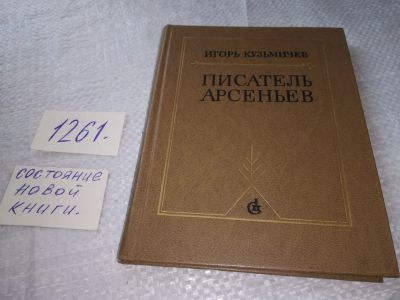 ИГОРЬ КУЗЬМИЧЕВ
ПИСАТЕЛЬ
АРСЕНЬЕВ
1261.
СОСТОЯНИЕ
НОВОЙ
КНИГИ.